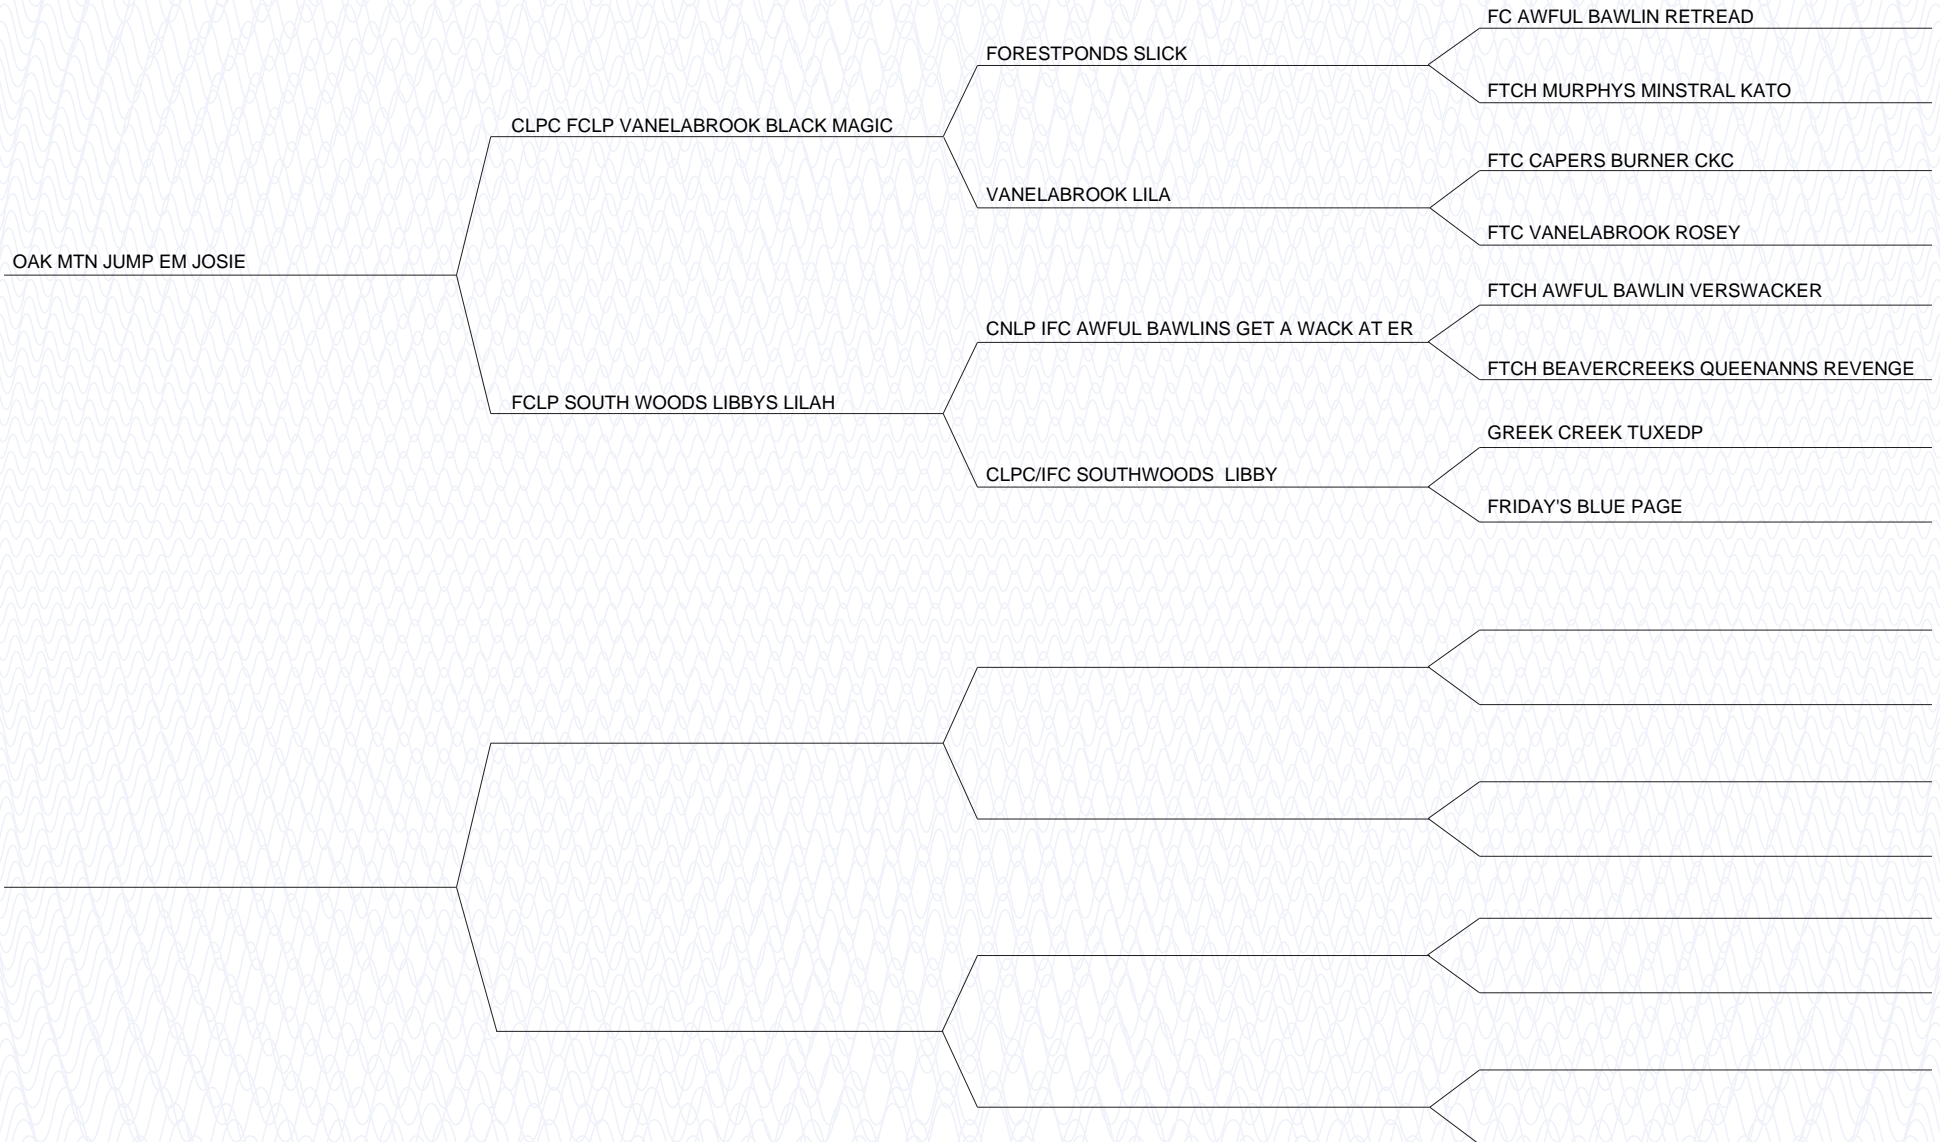 FC AWFUL BAWLIN RETREAD
FORESTPONDS SLICK
FTCH MURPHYS MINSTRAL KATO
CLPC FCLP VANELABROOK BLACK MAGIC
FTC CAPERS BURNER CKC
VANELABROOK LILA
FTC VANELABROOK ROSEY
OAK MTN JUMP EM JOSIE
FTCH AWFUL BAWLIN VERSWACKER
CNLP IFC AWFUL BAWLINS GET A WACK AT ER
FTCH BEAVERCREEKS QUEENANNS REVENGE
FCLP SOUTH WOODS LIBBYS LILAH
GREEK CREEK TUXEDP
CLPC/IFC SOUTHWOODS  LIBBY
FRIDAY'S BLUE PAGE